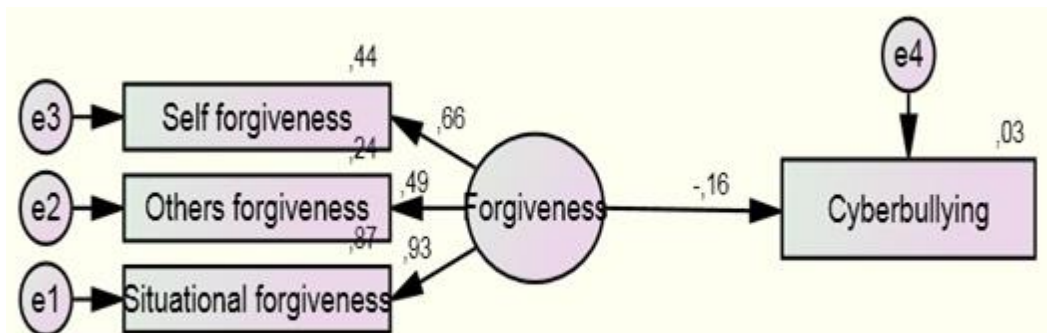 ,44
e4
e3
Self forgiveness
,66
,03
,24
e2
Others forgiveness
,49
Forgiveness
-,16
Cyberbullying
,87
,93
e1
Situational forgiveness